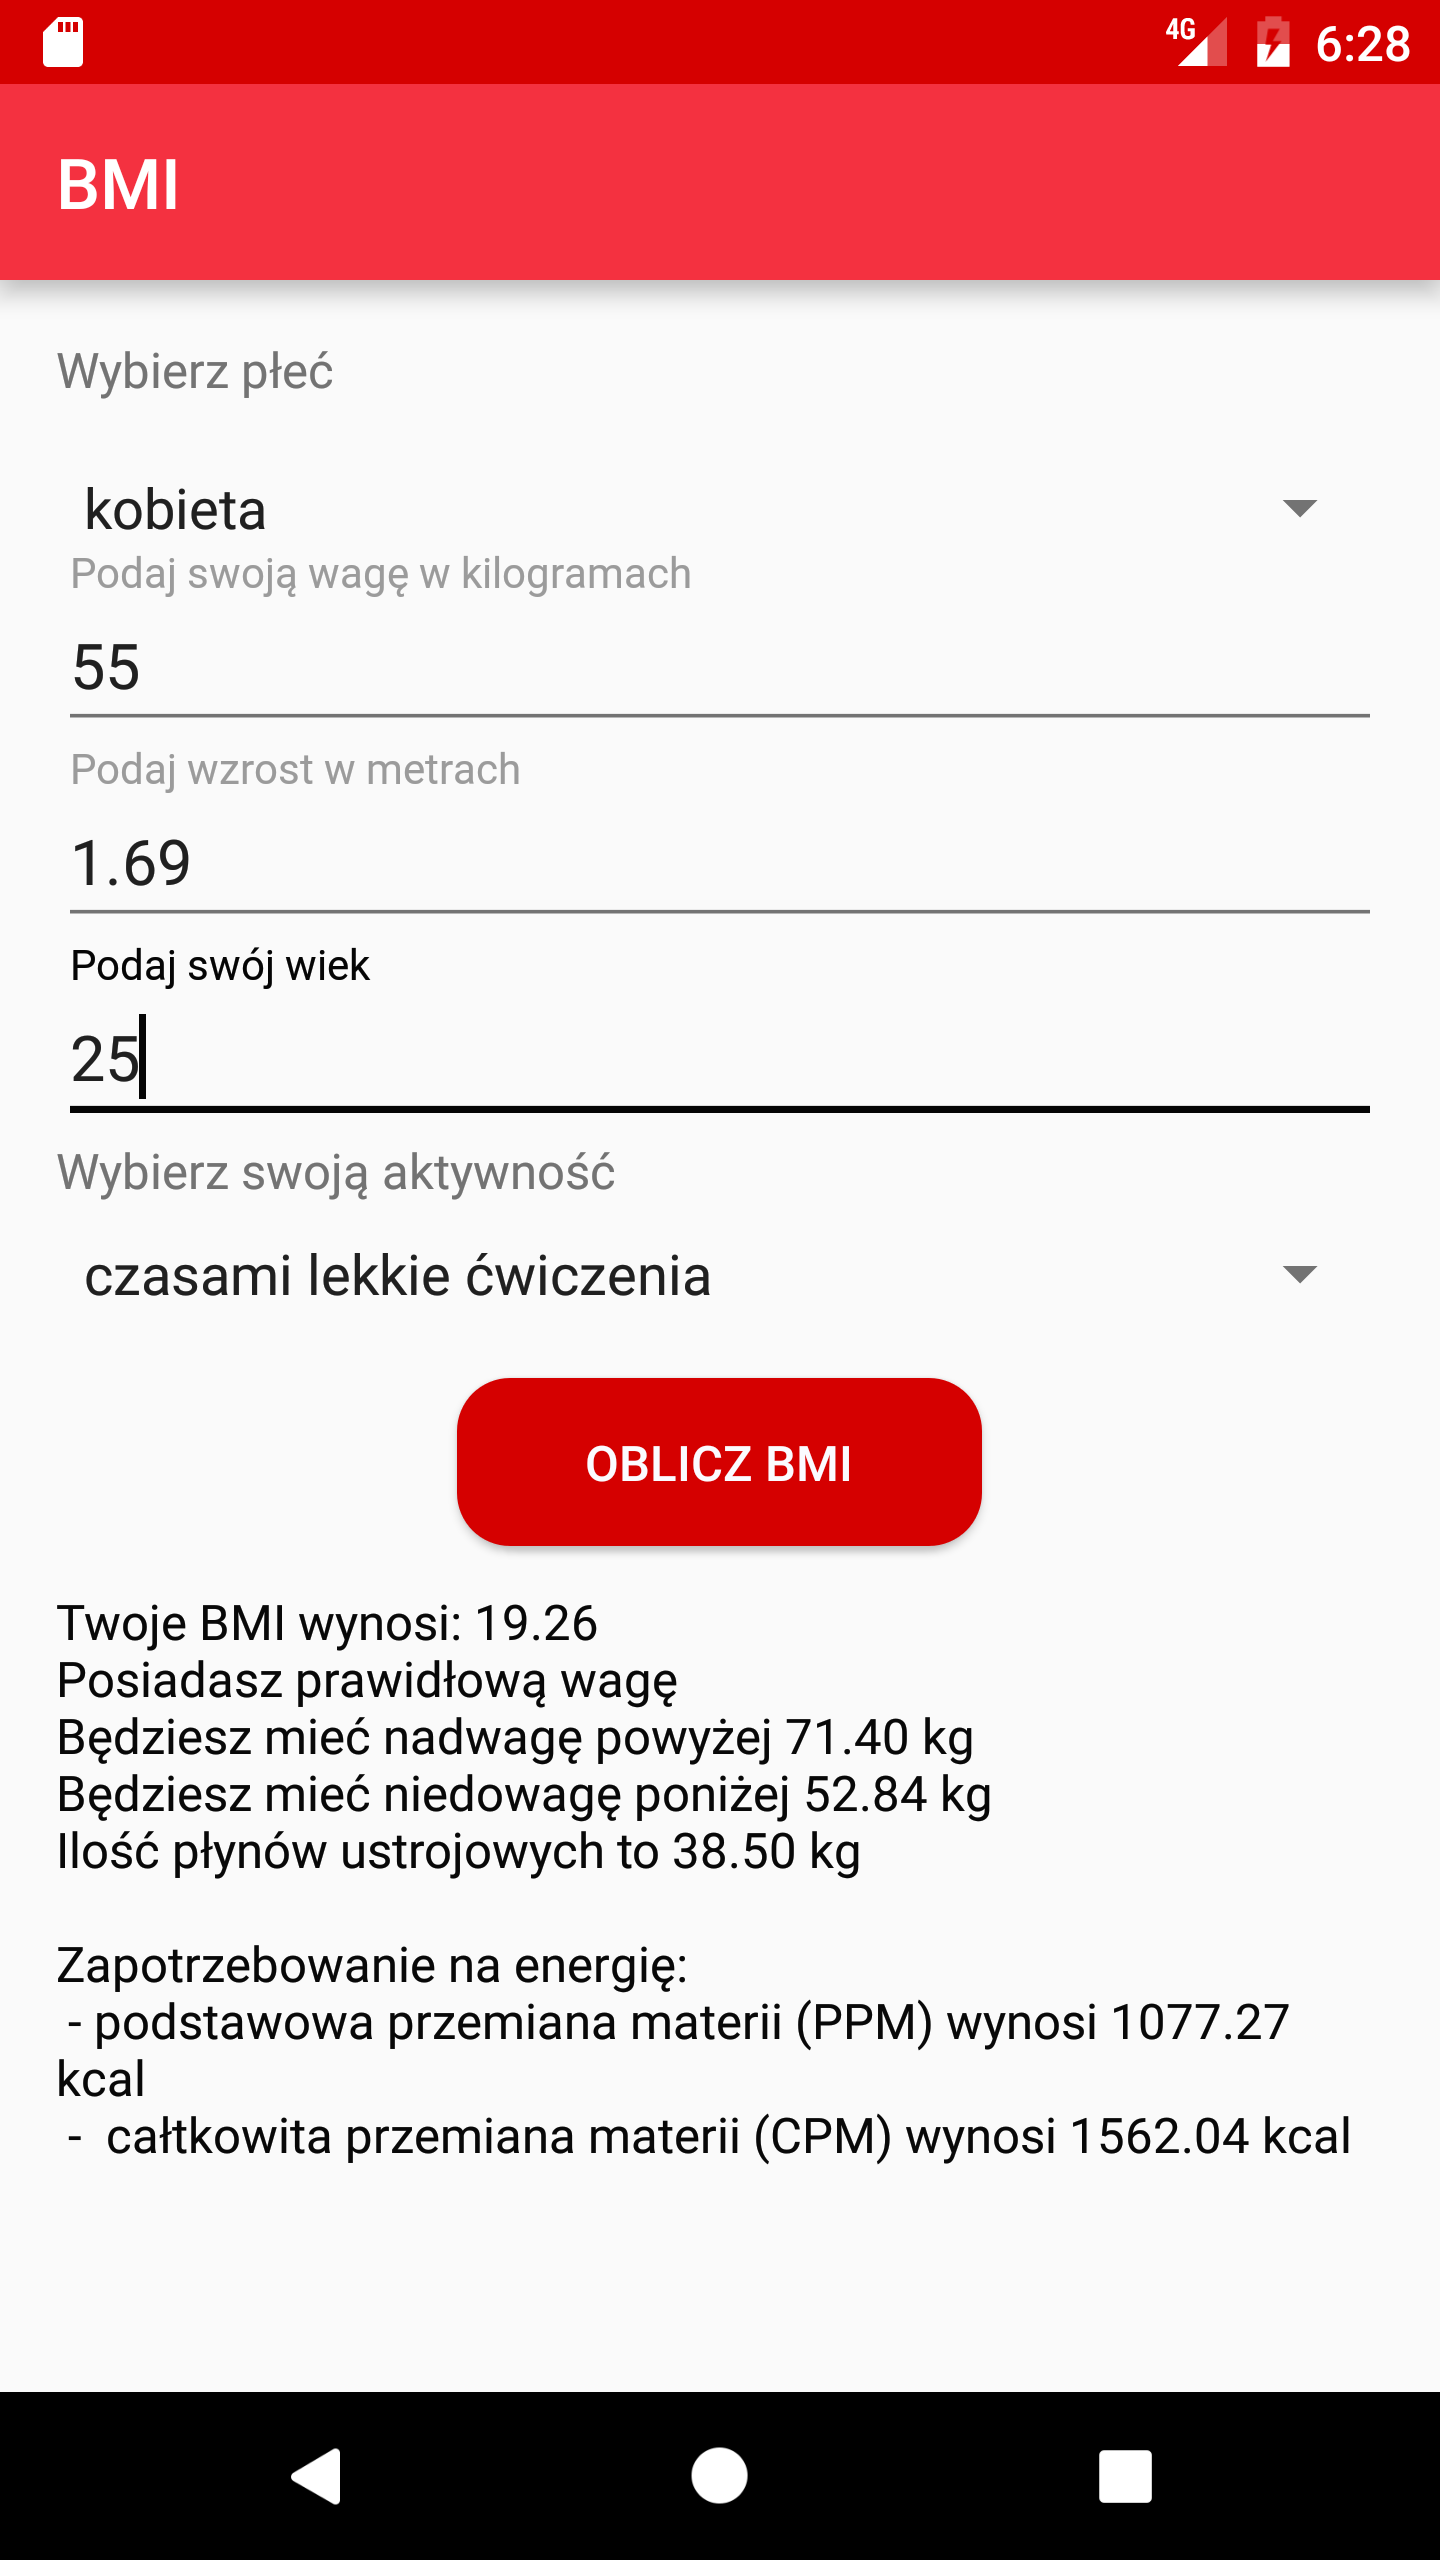 4G 6:28
BMI
Wybierz płeć
kobieta
Podaj swoją wagę w kilogramach
55
Podaj wzrost w metrach
1.69
Podaj swój wiek
25
Wybierz swoją aktywność
czasami lekkie ćwiczenia
OBLICZ BMI
Twoje BMI wynosi: 19.26
Posiadasz prawidłową wagę
Będziesz mieć nadwagę powyżej 71.40 kg
Będziesz mieć niedowagę poniżej 52.84 kg
Ilość płynów ustrojowych to 38.50 kg
Zapotrzebowanie na energię:
- podstawowa przemiana materii (PPM) wynosi 1077.27
kcal
- całtkowita przemiana materii (CPM) wynosi 1562.04 kcal